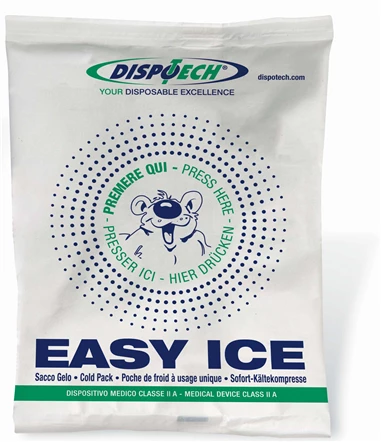 DISPOTECH®
dispotech.com
YOUR DISPOSABLE EXCELLENCE
PREMERE QUI - PRESS HERE -
PRESSER ICI - HIER DRÜCKEN
EASY ICE
Sacco Gelo • Cold Pack • Poche de froid à usage unique • Sofort-Kältekompresse
DISPOSITIVO MEDICO CLASSE II A - MEDICAL DEVICE CLASS II A